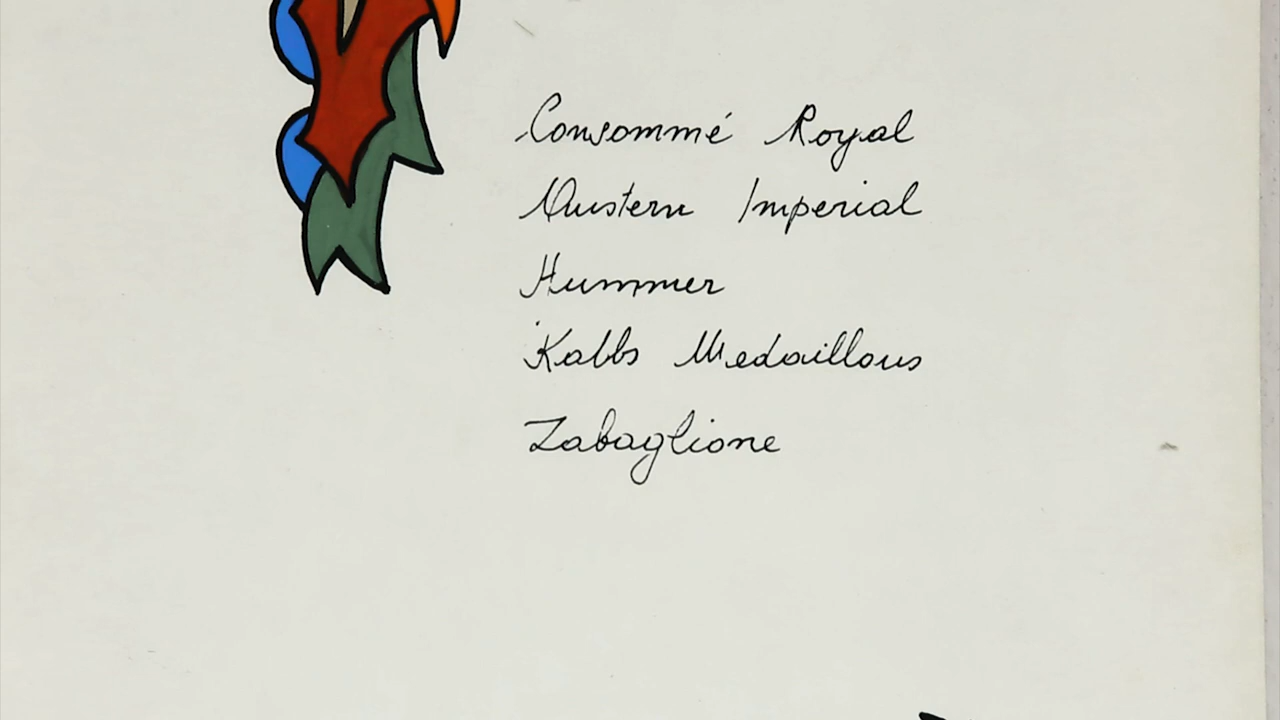 Consommé Royal
Austern Imperial
Hummer
Kalbs Medaillons
Zabaglione